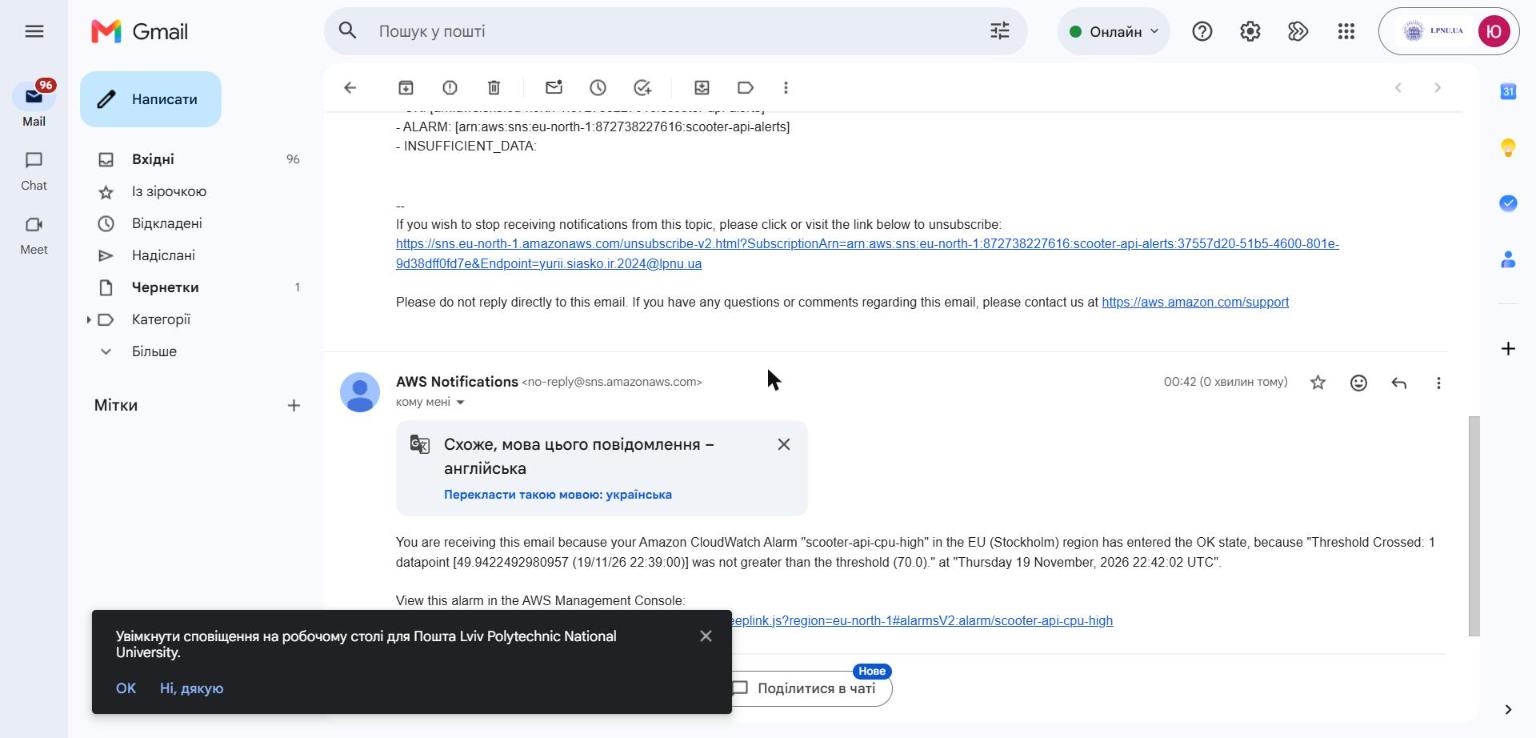 Gmail
Пошук у пошті
Онлайн
LPNU.UA
Ю
96
Mail
Chat
Meet
Написати
Вхідні 96
Із зірочкою
Відкладені
Надіслані
Чернетки 1
Категорії
Більше
Мітки
31
- ALARM: [arn:aws:sns:eu-north-1:872738227616:scooter-api-alerts]
- INSUFFICIENT_DATA:
--
If you wish to stop receiving notifications from this topic, please click or visit the link below to unsubscribe:
https://sns.eu-north-1.amazonaws.com/unsubscribe-v2.html?SubscriptionArn=arn:aws:sns:eu-north-1:872738227616:scooter-api-alerts:37557d20-51b5-4600-801e-
9d38dff0fd7e&Endpoint=yurii.siasko.ir.2024@lpnu.ua
Please do not reply directly to this email. If you have any questions or comments regarding this email, please contact us at https://aws.amazon.com/support
AWS Notifications <no-reply@sns.amazonaws.com>
00:42 (0 хвилин тому)
кому мені
Схоже, мова цього повідомлення –
англійська
Перекласти такою мовою: українська
You are receiving this email because your Amazon CloudWatch Alarm "scooter-api-cpu-high" in the EU (Stockholm) region has entered the OK state, because "Threshold Crossed: 1
datapoint [49.9422492980957 (19/11/26 22:39:00)] was not greater than the threshold (70.0)." at "Thursday 19 November, 2026 22:42:02 UTC".
View this alarm in the AWS Management Console:
eeplink.js?region=eu-north-1#alarmsV2:alarm/scooter-api-cpu-high
Увімкнути сповіщення на робочому столі для Пошта Lviv Polytechnic National
University.
OK Ні, дякую
Нове
Поділитися в чаті